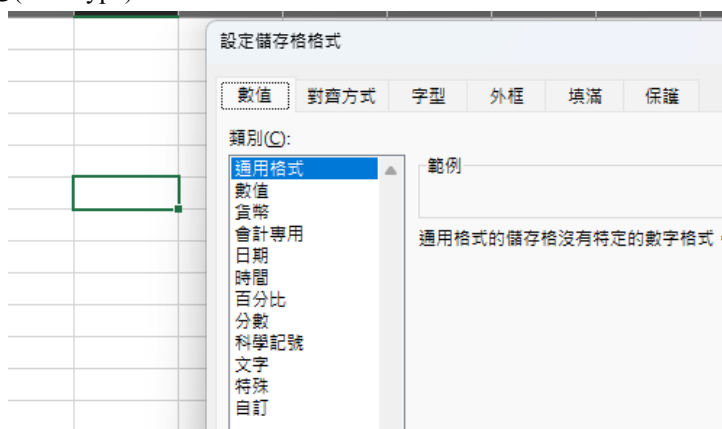 設定儲存格格式
數值 對齊方式 字型 外框 填滿 保護
類別(C):
通用格式
數值
貨幣
會計專用
日期
時間
百分比
分數
科學記號
文字
特殊
自訂
範例
通用格式的儲存格沒有特定的數字格式